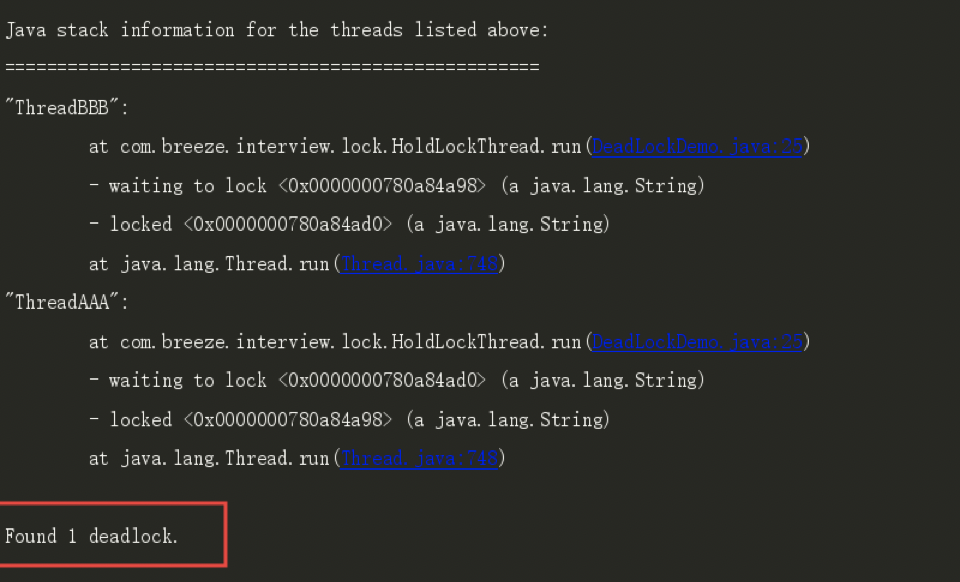 Java stack information for the threads listed above:
===================================================
"ThreadBBB":
at com.breeze.interview.lock.HoldLockThread.run(DeadLockDemo.java:25)
- waiting to lock <0x0000000780a84a98> (a java.lang.String)
- locked <0x0000000780a84ad0> (a java.lang.String)
at java.lang.Thread.run(Thread.java:748)
"ThreadAAA":
at com.breeze.interview.lock.HoldLockThread.run(DeadLockDemo.java:25)
- waiting to lock <0x0000000780a84ad0> (a java.lang.String)
- locked <0x0000000780a84a98> (a java.lang.String)
at java.lang.Thread.run(Thread.java:748)
Found 1 deadlock.